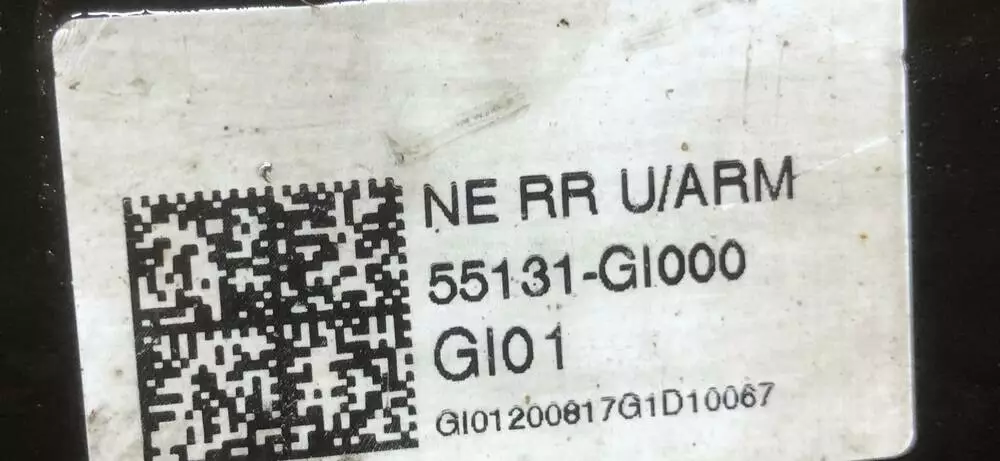 NE RR U/ARM
55131-GI000
GI01
GI01200817G1D10067